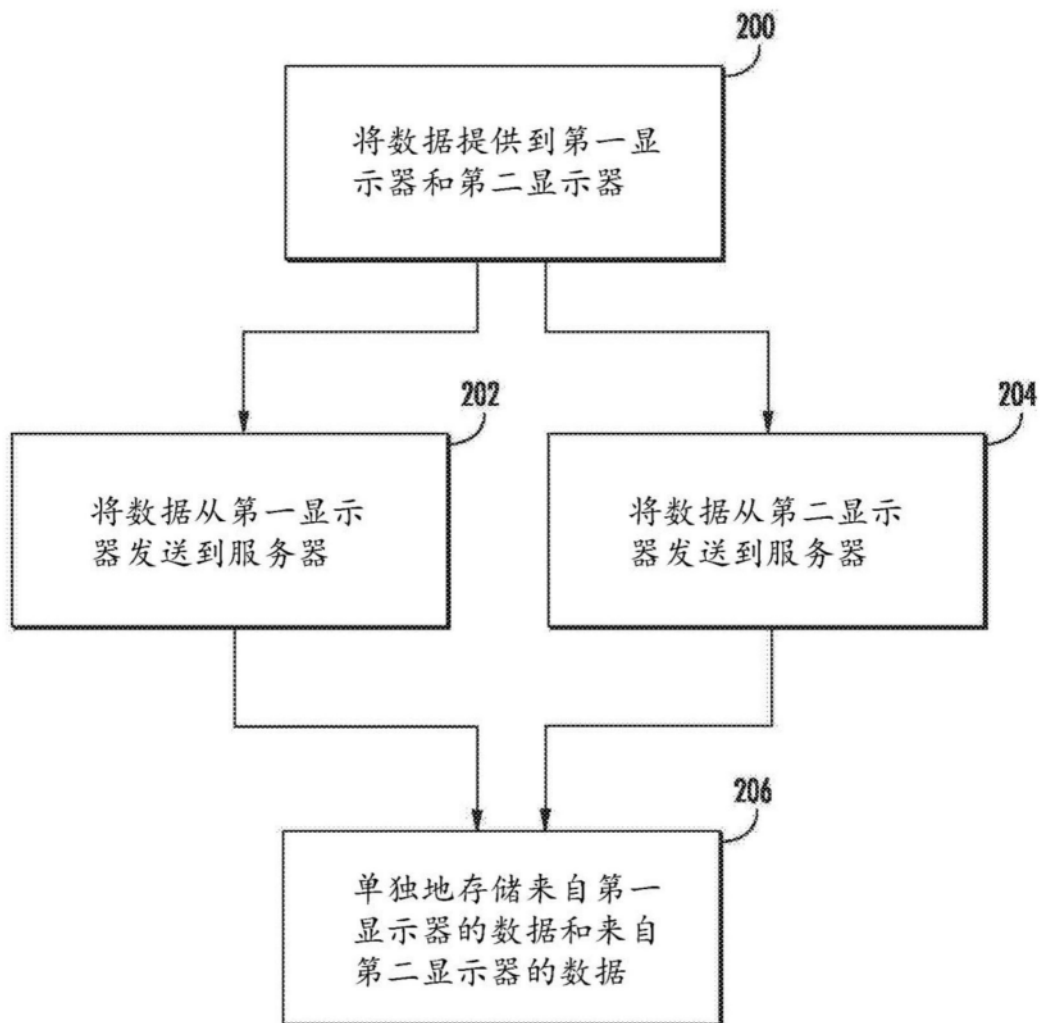 200
将数据提供到第一显
示器和第二显示器
202
将数据从第一显示
器发送到服务器
204
将数据从第二显示
器发送到服务器
206
单独地存储来自第一
显示器的数据和来自
第二显示器的数据